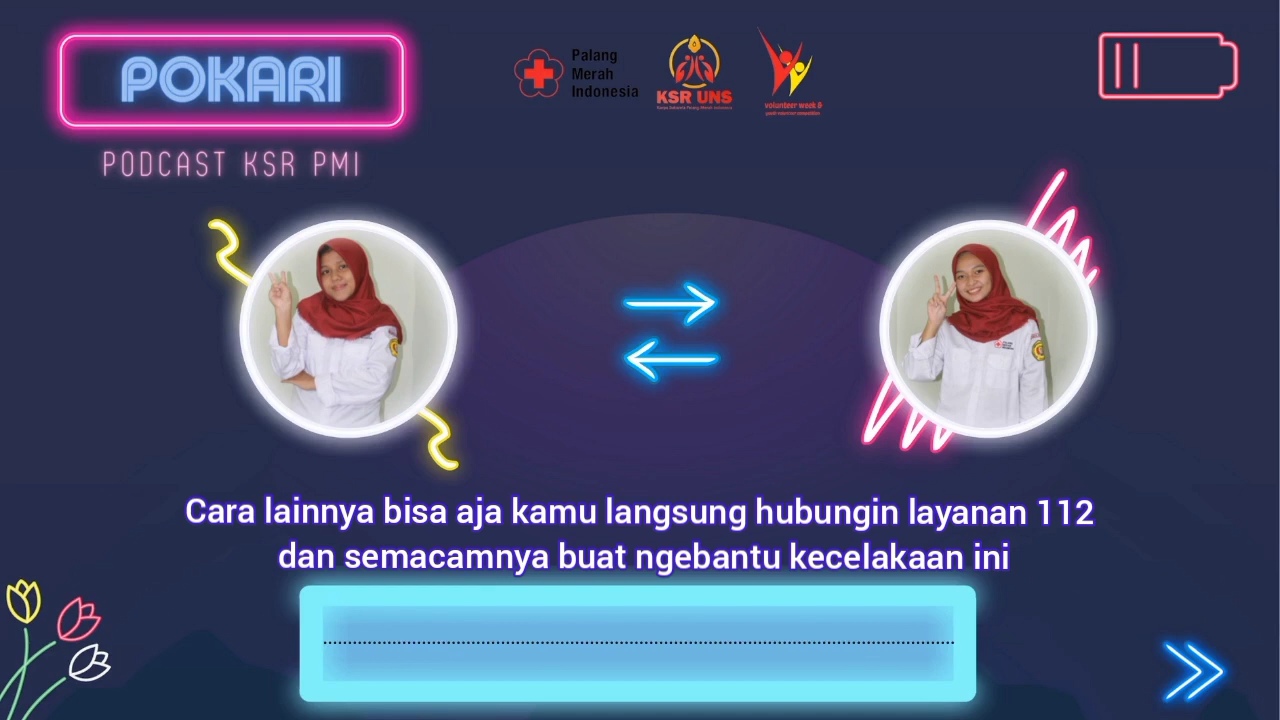 POKARI
PODCAST KSR PMI
Palang
Merah
Indonesia
KSR UNS
volunteer week &
Cara lainnya bisa aja kamu langsung hubungin layanan 112
dan semacamnya buat ngebantu kecelakaan ini